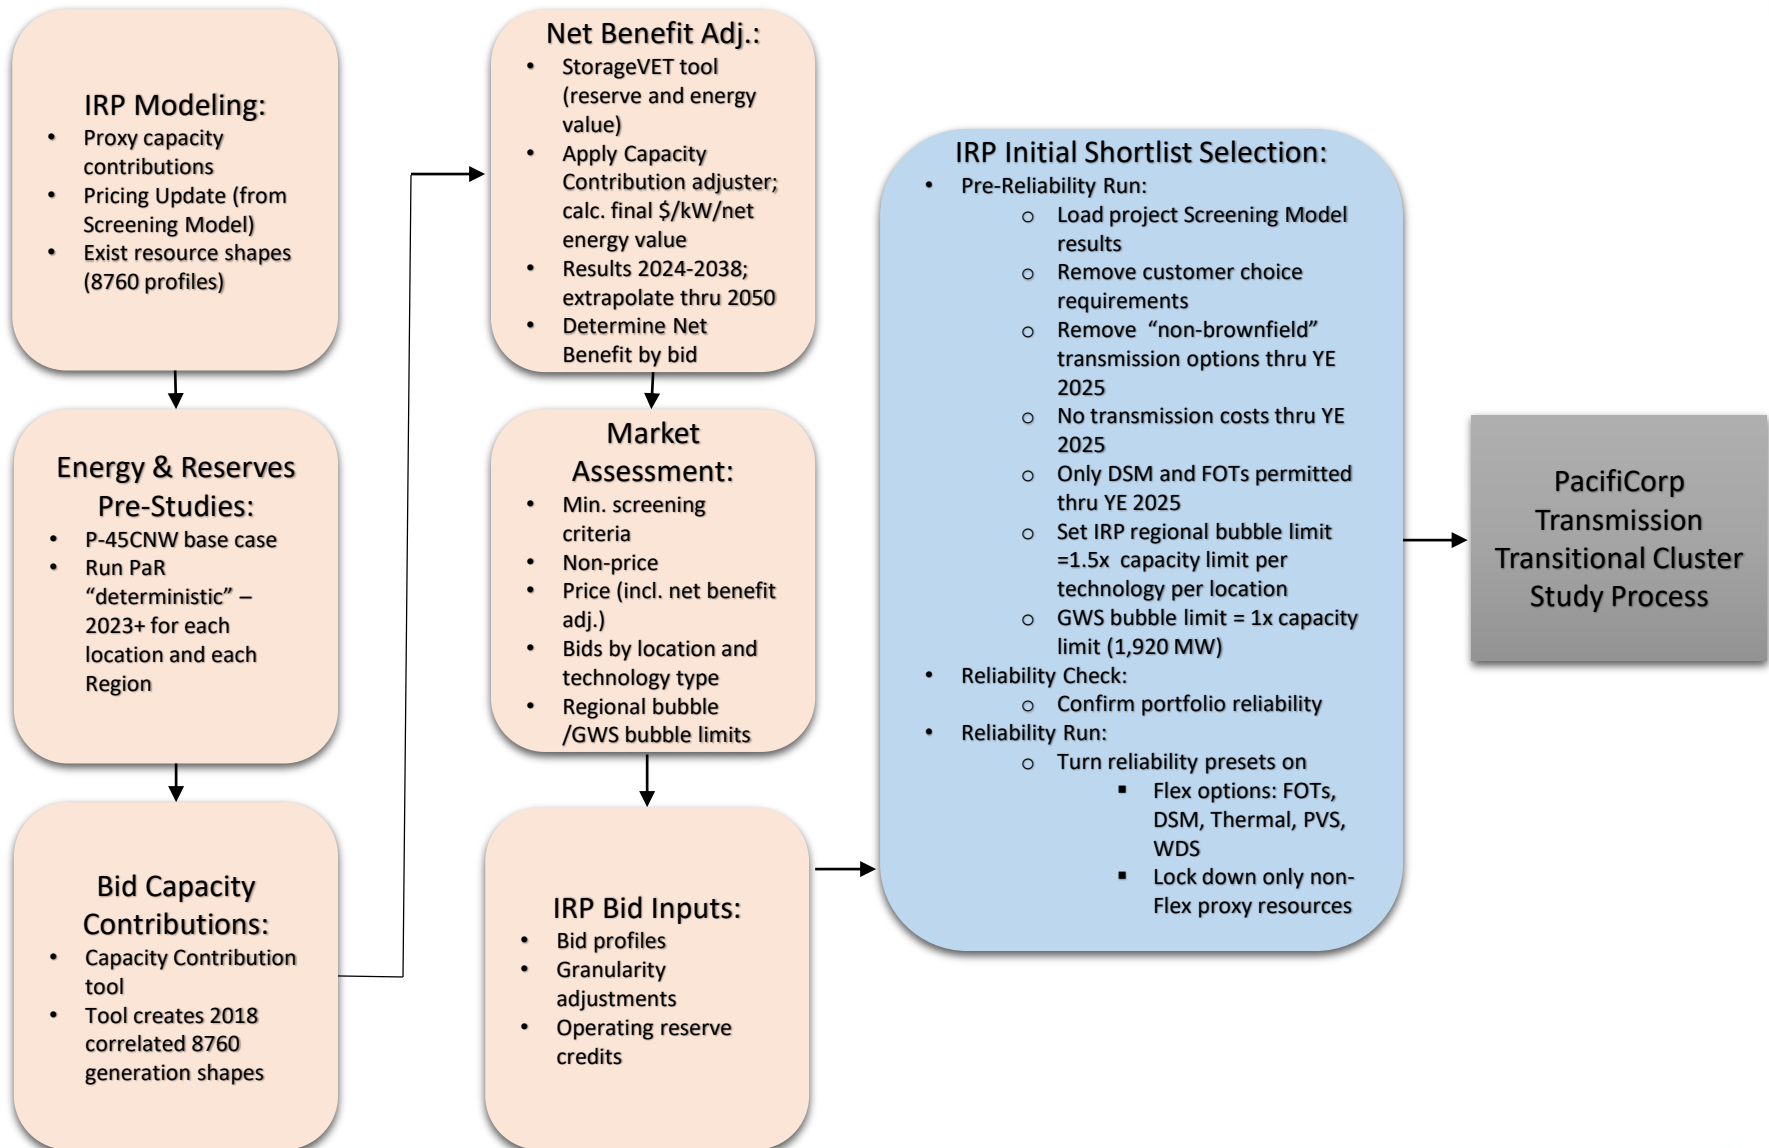 IRP Modeling:
• Proxy capacity
contributions
• Pricing Update (from
Screening Model)
• Exist resource shapes
(8760 profiles)
Energy & Reserves
Pre-Studies:
• P-45CNW base case
• Run PaR
“deterministic” –
2023+ for each
location and each
Region
Bid Capacity
Contributions:
• Capacity Contribution
tool
• Tool creates 2018
correlated 8760
generation shapes
Net Benefit Adj.:
• StorageVET tool
(reserve and energy
value)
• Apply Capacity
Contribution adjuster;
calc. final $/kW/net
energy value
• Results 2024-2038;
extrapolate thru 2050
• Determine Net
Benefit by bid
Market
Assessment:
• Min. screening
criteria
• Non-price
• Price (incl. net benefit
adj.)
• Bids by location and
technology type
• Regional bubble
/GWS bubble limits
IRP Bid Inputs:
• Bid profiles
• Granularity
adjustments
• Operating reserve
credits
IRP Initial Shortlist Selection:
• Pre-Reliability Run:
o Load project Screening Model
results
o Remove customer choice
requirements
o Remove “non-brownfield”
transmission options thru YE
2025
o No transmission costs thru YE
2025
o Only DSM and FOTs permitted
thru YE 2025
o Set IRP regional bubble limit
=1.5x capacity limit per
technology per location
o GWS bubble limit = 1x capacity
limit (1,920 MW)
• Reliability Check:
o Confirm portfolio reliability
• Reliability Run:
o Turn reliability presets on
▪ Flex options: FOTs,
DSM, Thermal, PVS,
WDS
▪ Lock down only non-
Flex proxy resources
PacifiCorp
Transmission
Transitional Cluster
Study Process